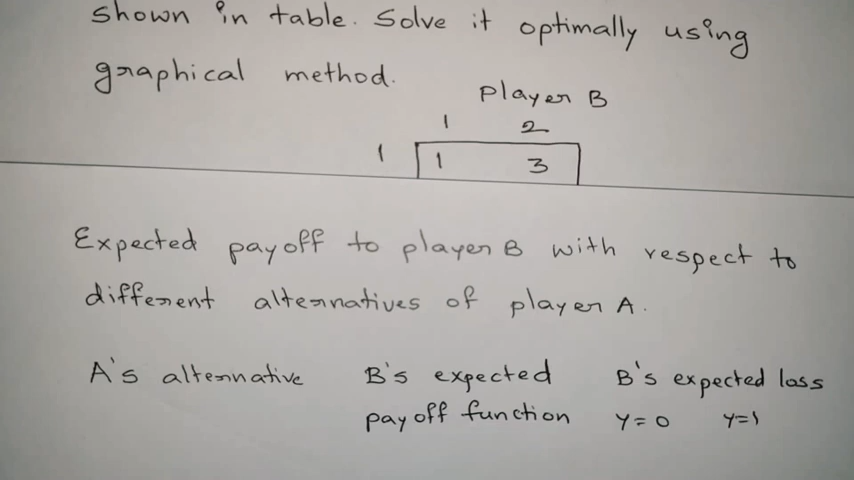 shown in table. Solve it optimally using
graphical method.
player B
1 2
1 1 3
Expected payoff to player B with respect to
different alternatives of player A.
A's alternative B's expected B's expected loss
payoff function Y=0 Y=1